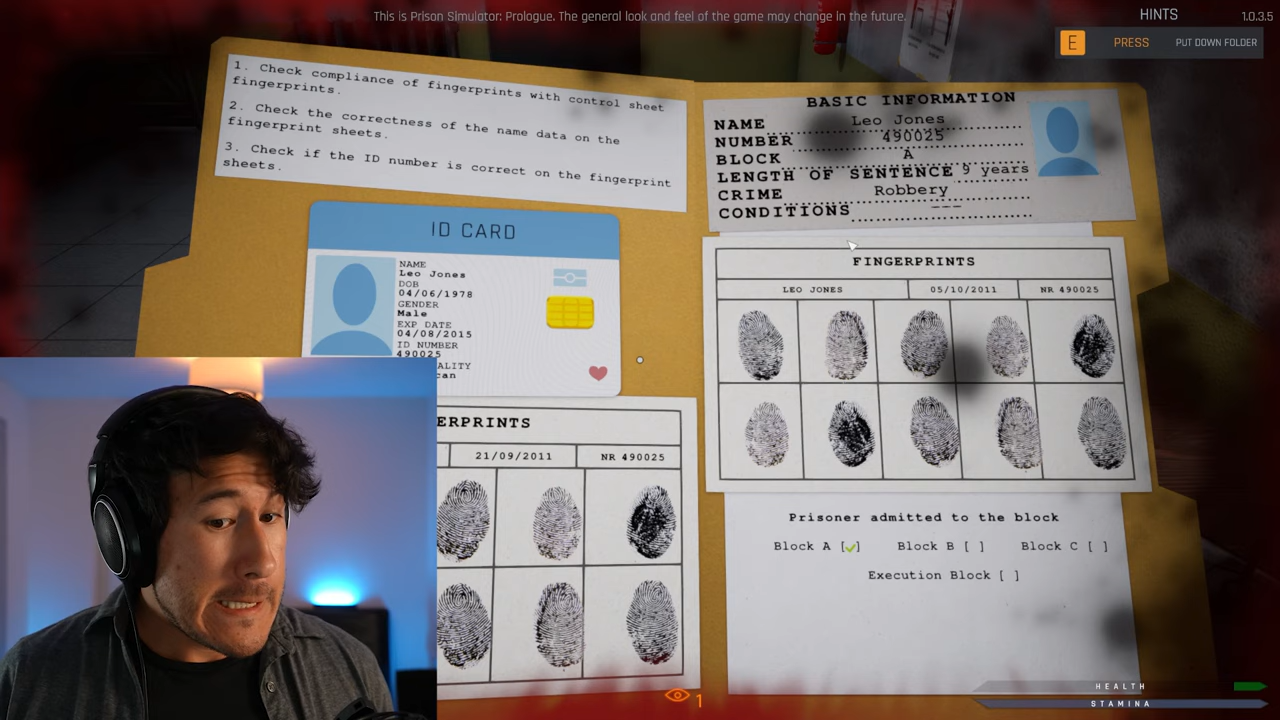 This is Prison Simulator: Prologue. The general look and feel of the game may change in the future.
HINTS
1.0.3.5
E PRESS PUT DOWN FOLDER
1. Check compliance of fingerprints with control sheet
fingerprints.
2. Check the correctness of the name data on the
fingerprint sheets.
3. Check if the ID number is correct on the fingerprint
sheets.
BASIC INFORMATION
NAME Leo Jones
NUMBER 490025
BLOCK A
LENGTH OF SENTENCE 9 years
CRIME Robbery
CONDITIONS ---
ID CARD
NAME
Leo Jones
DOB
04/06/1978
GENDER
Male
EXP DATE
04/08/2015
ID NUMBER
490025
ALITY
can
FINGERPRINTS
LEO JONES 05/10/2011 NR 490025
ERPRINTS
21/09/2011 NR 490025
Prisoner admitted to the block
Block A [✓] Block B [ ] Block C [ ]
Execution Block [ ]
1
HEALTH
STAMINA